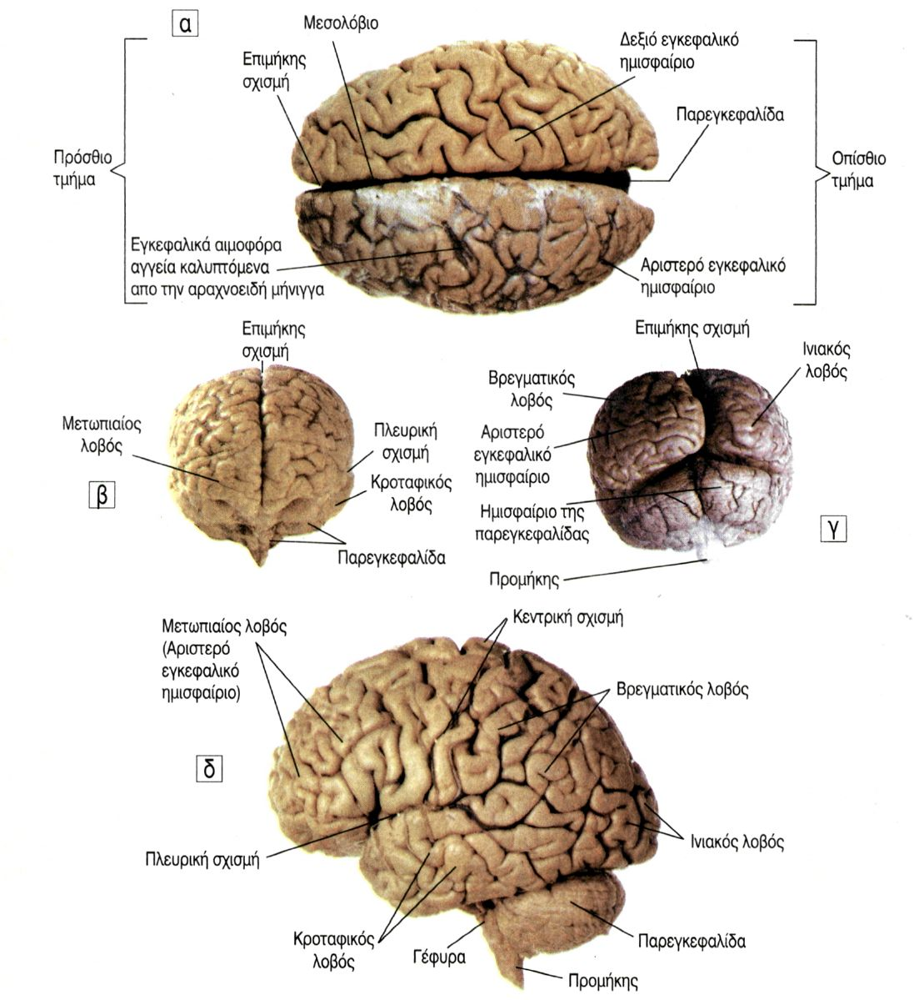 α
Μεσολόβιο
Δεξιό εγκεφαλικό
ημισφαίριο
Επιμήκης
σχισμή
Παρεγκεφαλίδα
Πρόσθιο
τμήμα
Οπίσθιο
τμήμα
Εγκεφαλικά αιμοφόρα
αγγεία καλυπτόμενα
απο την αραχνοειδή μήνιγγα
Αριστερό εγκεφαλικό
ημισφαίριο
Επιμήκης
σχισμή
Μετωπιαίος
λοβός
Πλευρική
σχισμή
β
Κροταφικός
λοβός
Παρεγκεφαλίδα
Επιμήκης σχισμή
Ινιακός
λοβός
Βρεγματικός
λοβός
Αριστερό
εγκεφαλικό
ημισφαίριο
Ημισφαίριο της
παρεγκεφαλίδας
γ
Προμήκης
Κεντρική σχισμή
Μετωπιαίος λοβός
(Αριστερό
εγκεφαλικό
ημισφαίριο)
Βρεγματικός λοβός
δ
Ινιακός λοβός
Πλευρική σχισμή
Κροταφικός
λοβός
Γέφυρα
Παρεγκεφαλίδα
Προμήκης